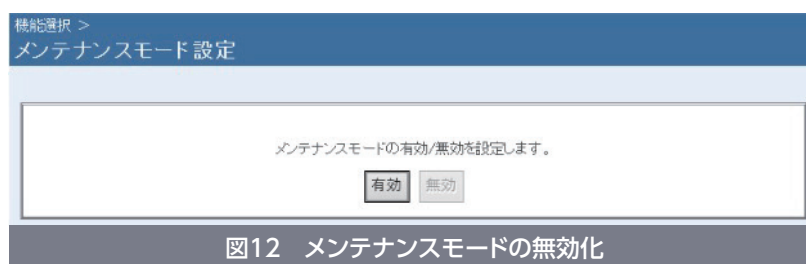 機能選択 >
メンテナンスモード設定
メンテナンスモードの有効/無効を設定します。
有効 無効
図12 メンテナンスモードの無効化